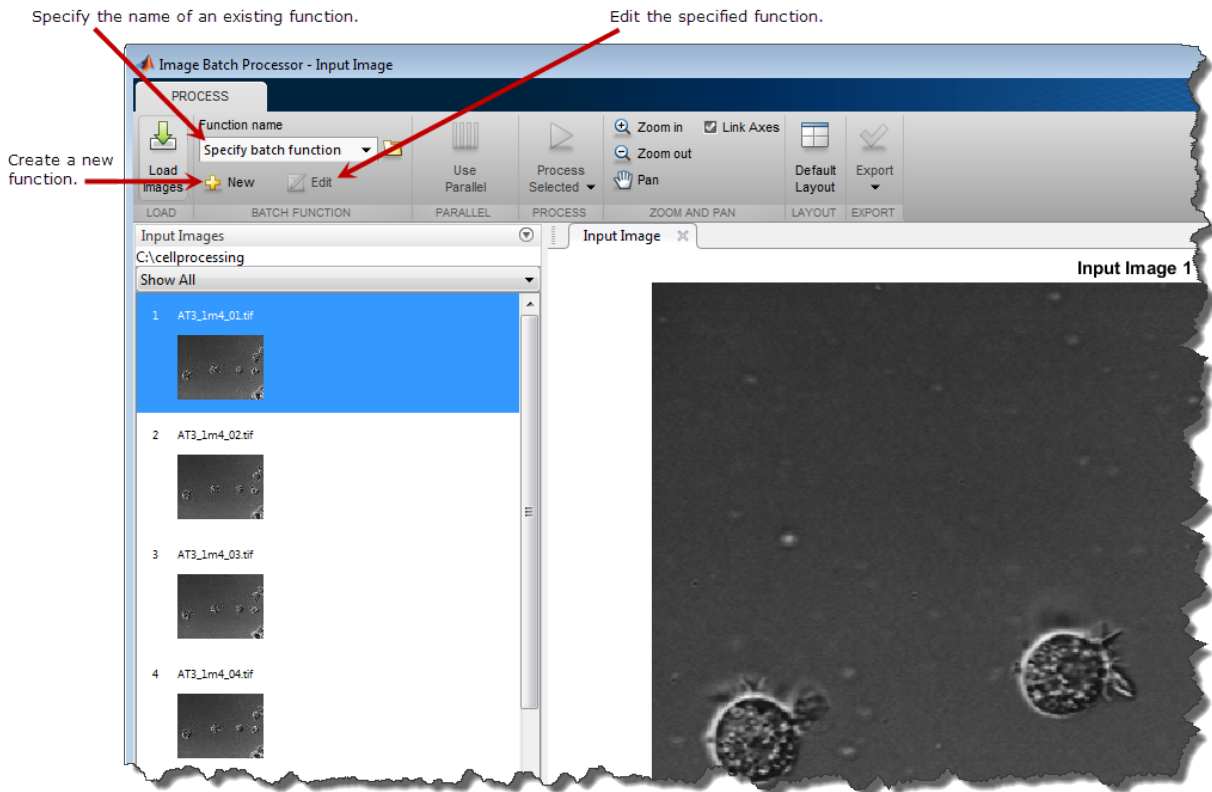 Specify the name of an existing function.
Edit the specified function.
Create a new
function.
Image Batch Processor - Input Image
PROCESS
Load
Images
LOAD
Function name
Specify batch function
New
Edit
BATCH FUNCTION
Use
Parallel
PARALLEL
Process
Selected
PROCESS
Zoom in
Link Axes
Zoom out
Pan
ZOOM AND PAN
Default
Layout
LAYOUT
Export
EXPORT
Input Images
C:\cellprocessing
Show All
1 AT3_1m4_01.tif
2 AT3_1m4_02.tif
3 AT3_1m4_03.tif
4 AT3_1m4_04.tif
Input Image
Input Image 1